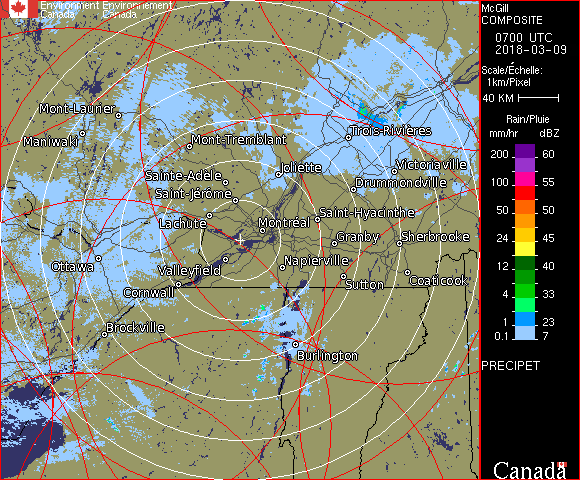 Environment Environnement
Canada Canada
McGill
COMPOSITE
0700 UTC
2018-03-09
Scale/Échelle:
1km/Pixel
40 KM
Rain/Pluie
mm/hr dBZ
200 60
100 55
50 50
24 45
12 40
4 33
1 23
0.1 7
PRECIPET
Canada
Mont-Laurier
Maniwaki
Mont-Tremblant
Trois-Rivières
Joliette
Victoriaville
Sainte-Adèle
Drummondville
Saint-Jérôme
Lachute
Saint-Hyacinthe
Montréal
Granby
Sherbrooke
Ottawa
Valleyfield
Napierville
Sutton
Coaticook
Cornwall
Brockville
Burlington